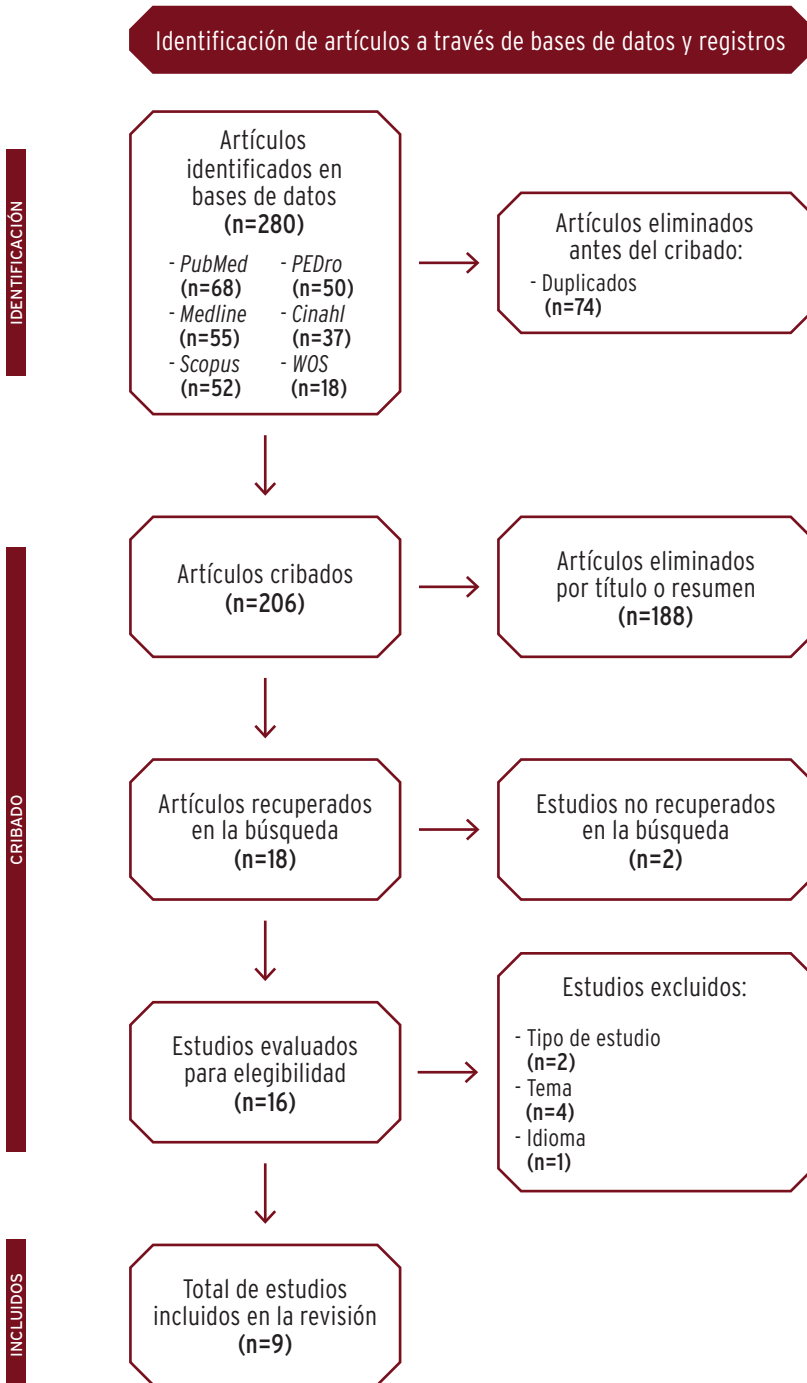 Identificación de artículos a través de bases de datos y registros
IDENTIFICACIÓN
Artículos
identificados en
bases de datos
(n=280)
- PubMed
(n=68)
- Medline
(n=55)
- Scopus
(n=52)
- PEDro
(n=50)
- Cinahl
(n=37)
- WOS
(n=18)
Artículos eliminados
antes del cribado:
- Duplicados
(n=74)
CRIBADO
Artículos cribados
(n=206)
Artículos eliminados
por título o resumen
(n=188)
Artículos recuperados
en la búsqueda
(n=18)
Estudios no recuperados
en la búsqueda
(n=2)
Estudios evaluados
para elegibilidad
(n=16)
Estudios excluidos:
- Tipo de estudio
(n=2)
- Tema
(n=4)
- Idioma
(n=1)
INCLUIDOS
Total de estudios
incluidos en la revisión
(n=9)